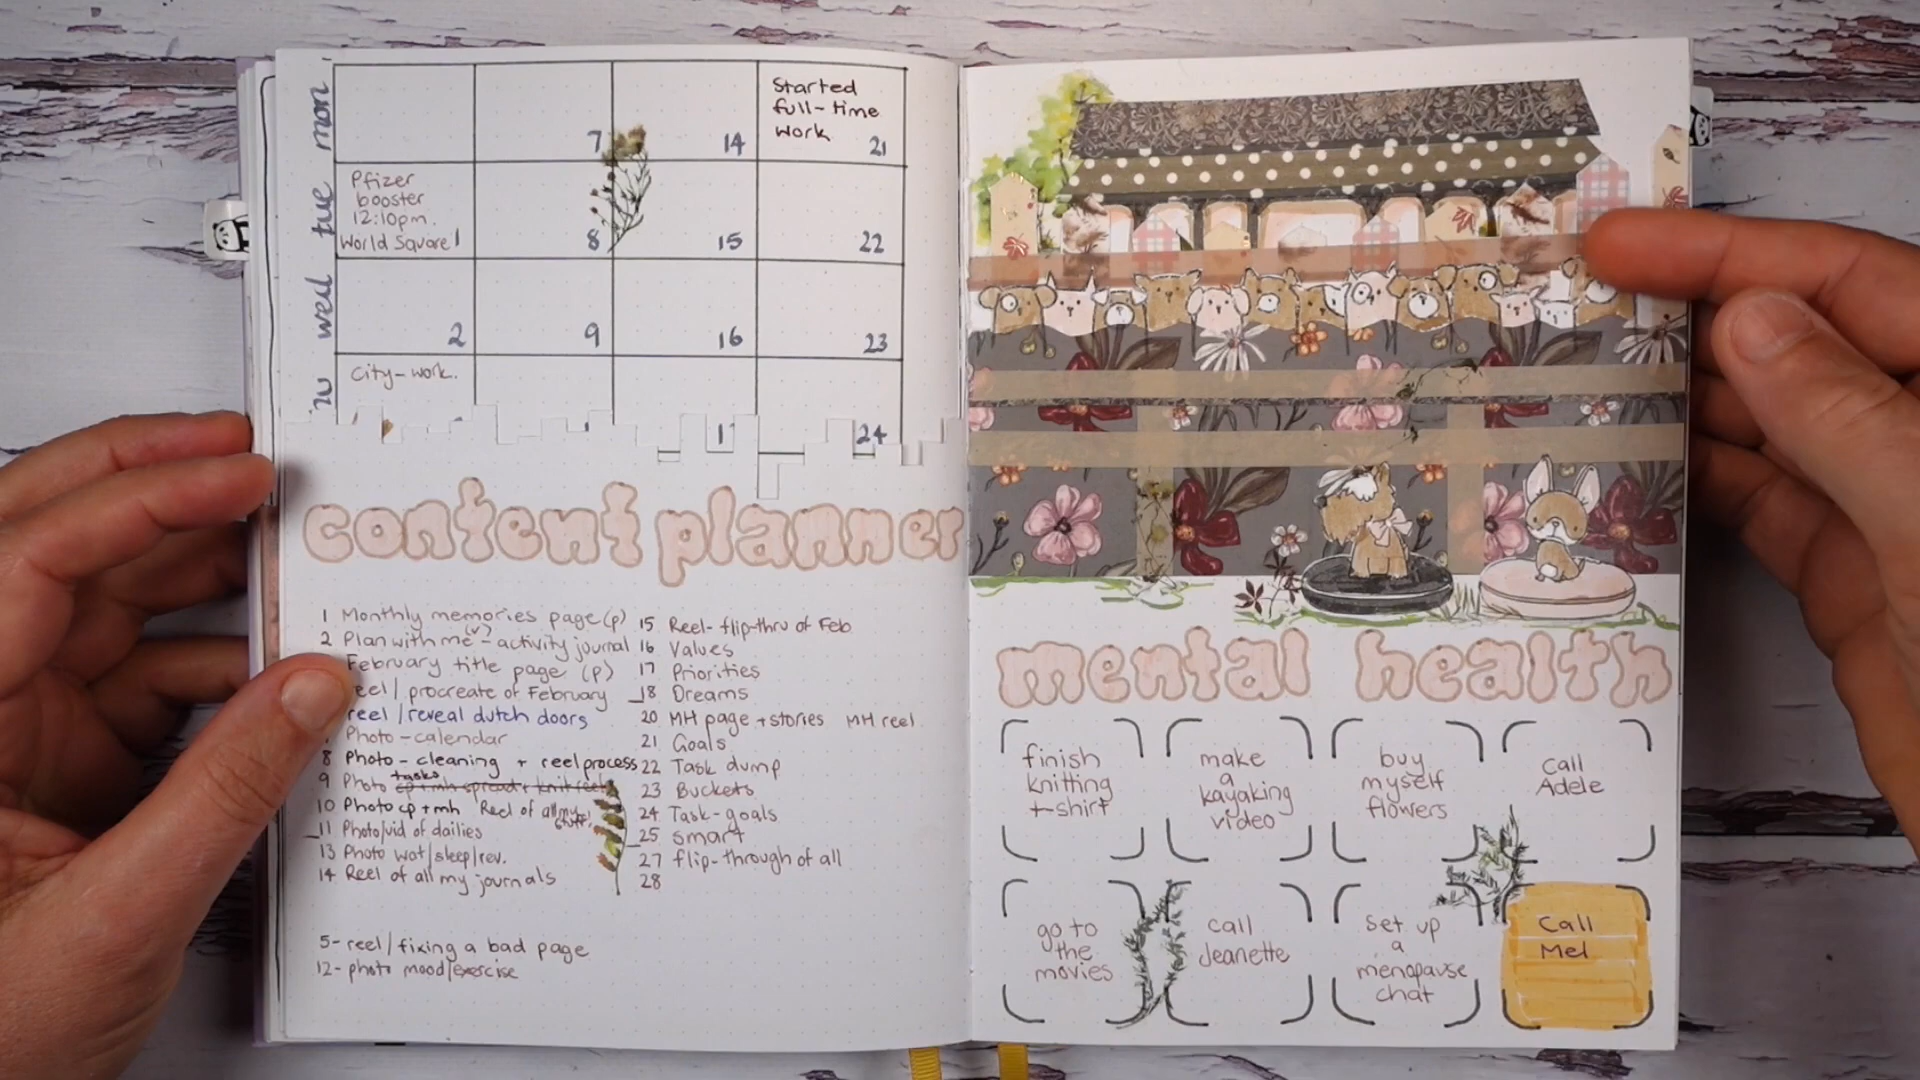 mon
tue
wed
7
14
Started
full-time
work
21
Pfizer
booster
12:10pm.
World Square 1
8
15
22
2
9
16
23
City-work.
24
content planner
1 Monthly memories page (p)
2 Plan with me (v) - activity journal
February title page (p)
reel / procreate of February
reel / reveal dutch doors
Photo - calendar
8 Photo - cleaning + reel process
9 Photo tasks cp+mh spread + knit reel
10 Photo cp + mh Reel of all my stuff!
11 Photo/vid of dailies
13 Photo wot/sleep/rev.
14 Reel of all my journals
15 Reel- flip-thru of Feb
16 Values
17 Priorities
18 Dreams
20 MH page + stories MH reel
21 Goals
22 Task dump
23 Buckets
24 Task-goals
25 smart
27 flip-through of all
28
5- reel / fixing a bad page
12- photo mood/exercise
mental health
finish
knitting
t-shirt
make
a
kayaking
video
buy
myself
flowers
Call
Adele
go to
the
movies
call
Jeanette
set up
a
menopause
chat
Call
Mel